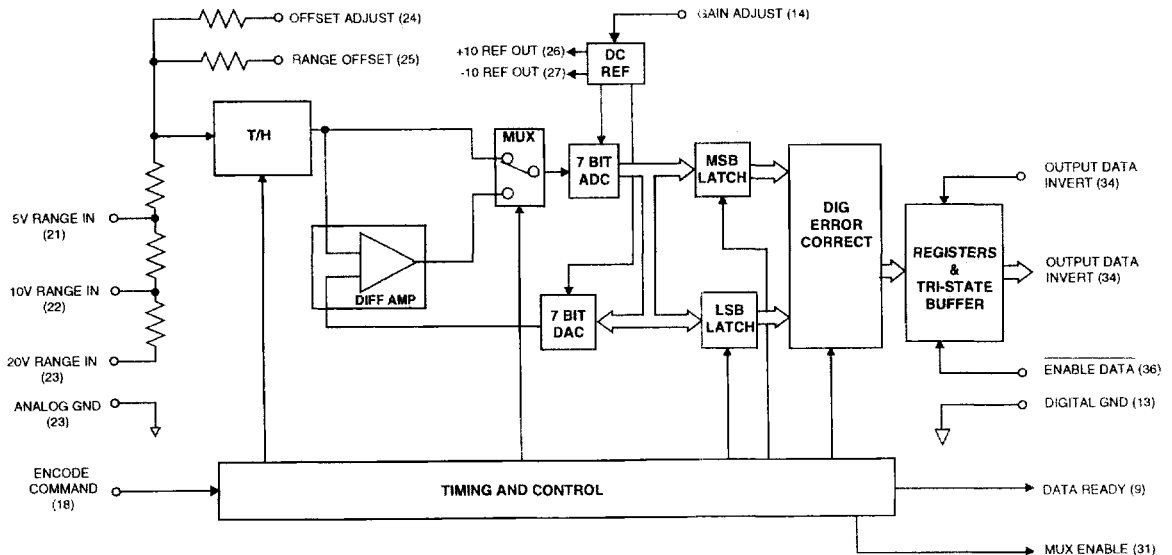 OFFSET ADJUST (24)
RANGE OFFSET (25)
GAIN ADJUST (14)
+10 REF OUT (26)
-10 REF OUT (27)
DC
REF
T/H
MUX
7 BIT
ADC
MSB
LATCH
DIG
ERROR
CORRECT
OUTPUT DATA
INVERT (34)
REGISTERS
&
TRI-STATE
BUFFER
OUTPUT DATA
INVERT (34)
5V RANGE IN
(21)
10V RANGE IN
(22)
DIFF AMP
7 BIT
DAC
LSB
LATCH
20V RANGE IN
(23)
ENABLE DATA (36)
ANALOG GND
(23)
DIGITAL GND (13)
ENCODE
COMMAND
(18)
TIMING AND CONTROL
DATA READY (9)
MUX ENABLE (31)